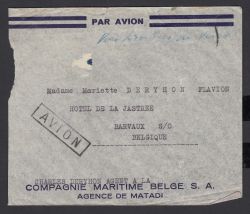 PAR AVION
Madame Mariette DERYHON FLAVION
HOTEL DE LA JASTREE
BARVAUX S/O
BELGIQUE
AVION
CHARLES DERYHON AGENT A LA
COMPAGNIE MARITIME BELGE S. A.
AGENCE DE MATADI